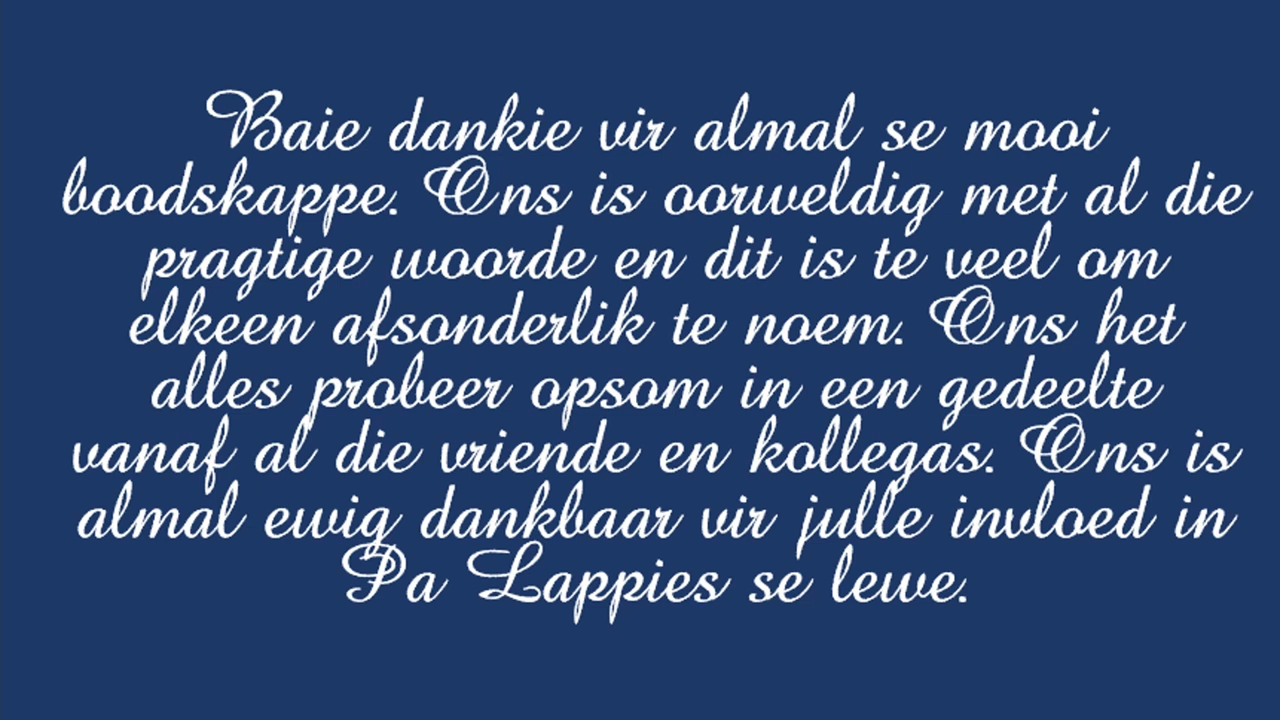 Baie dankie vir almal se mooi
boodskappe. Ons is oorweldig met al die
pragtige woorde en dit is te veel om
elkeen afsonderlik te noem. Ons het
alles probeer opsom in een gedeelte
vanaf al die vriende en kollegas. Ons is
almal ewig dankbaar vir julle invloed in
Pa Lappies se lewe.